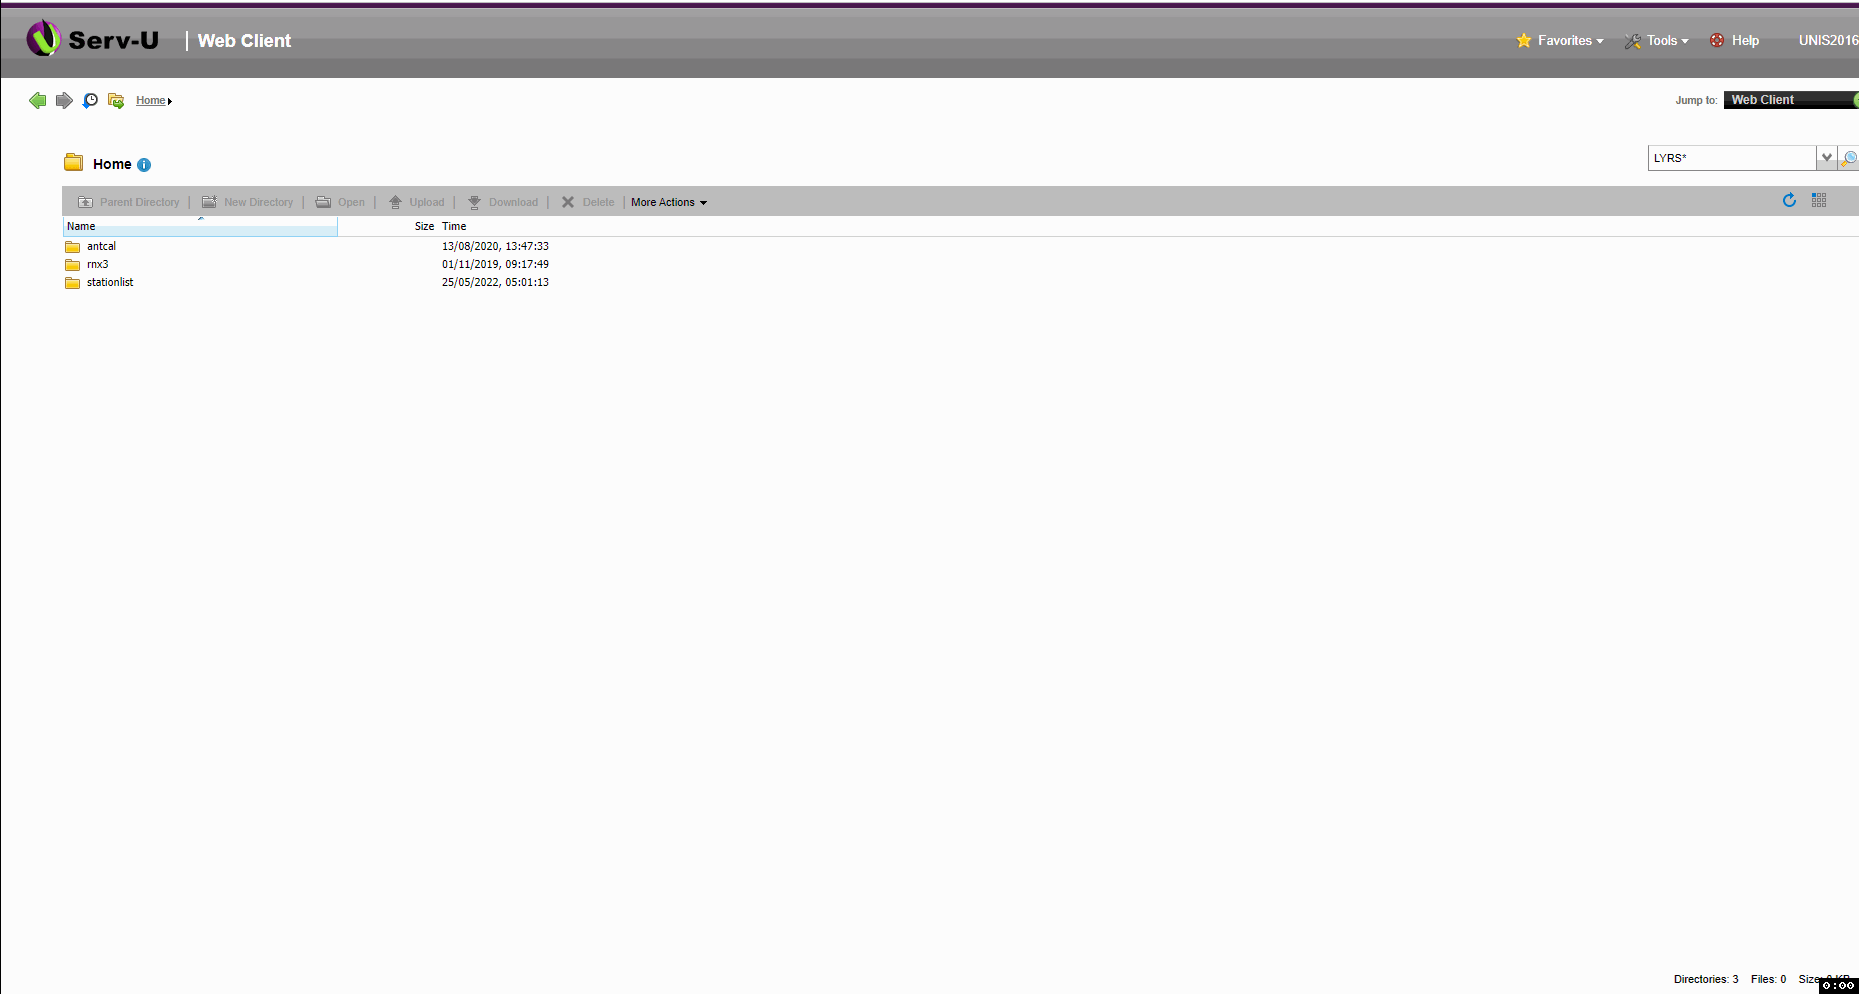 Serv-U | Web Client Favorites Tools Help UNIS2016
Home Jump to: Web Client
Home LYRS*
Parent Directory | New Directory | Open | Upload | Download | Delete | More Actions
Name Size Time
antcal 13/08/2020, 13:47:33
rnx3 01/11/2019, 09:17:49
stationlist 25/05/2022, 05:01:13
Directories: 3 Files: 0 Size: 0 KB
0:00